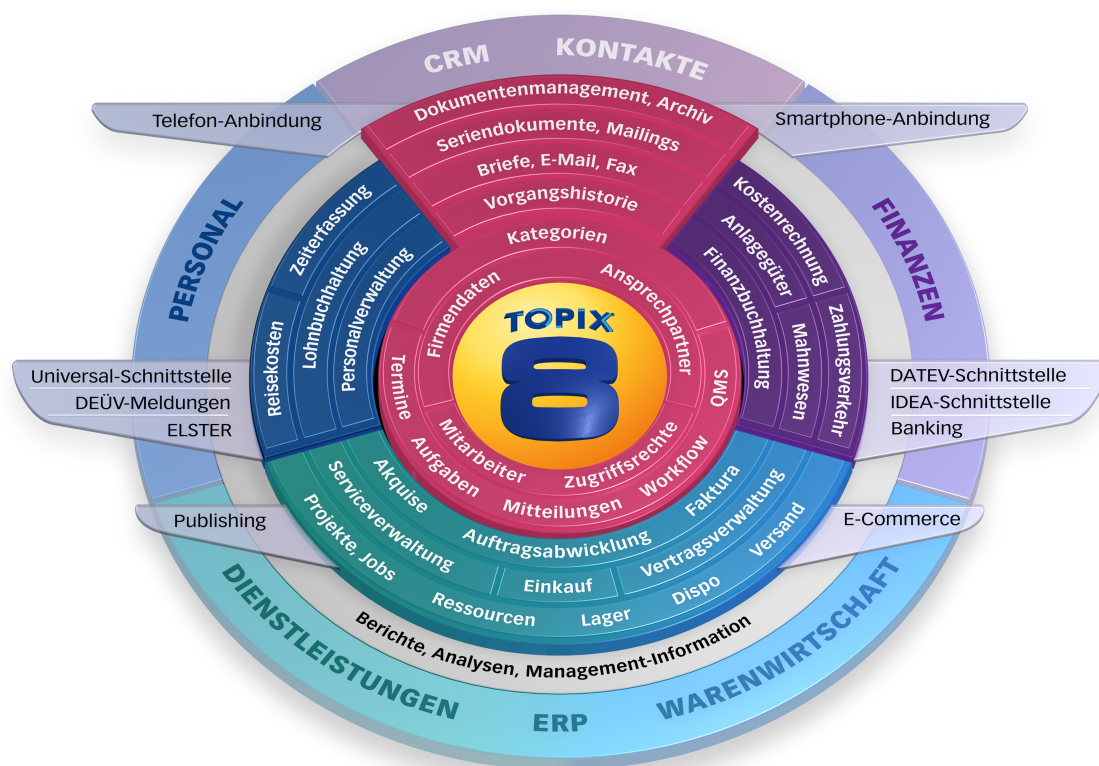 CRM KONTAKTE
Telefon-Anbindung
Smartphone-Anbindung
Dokumentenmanagement, Archiv
Seriendokumente, Mailings
Briefe, E-Mail, Fax
Vorgangshistorie
Kategorien
PERSONAL
Zeiterfassung
Reisekosten
Lohnbuchhaltung
Personalverwaltung
FINANZEN
Kostenrechnung
Anlagegüter
Finanzbuchhaltung
Zahlungsverkehr
Mahnwesen
Firmendaten
Ansprechpartner
TOPIX
8
Termine
QMS
Mitarbeiter
Zugriffsrechte
Aufgaben
Mitteilungen
Workflow
Universal-Schnittstelle
DEÜV-Meldungen
ELSTER
DATEV-Schnittstelle
IDEA-Schnittstelle
Banking
Publishing
E-Commerce
Akquise
Auftragsabwicklung
Faktura
Serviceverwaltung
Einkauf
Vertragsverwaltung
Projekte, Jobs
Ressourcen
Lager
Dispo
Versand
Berichte, Analysen, Management-Information
DIENSTLEISTUNGEN
ERP
WARENWIRTSCHAFT